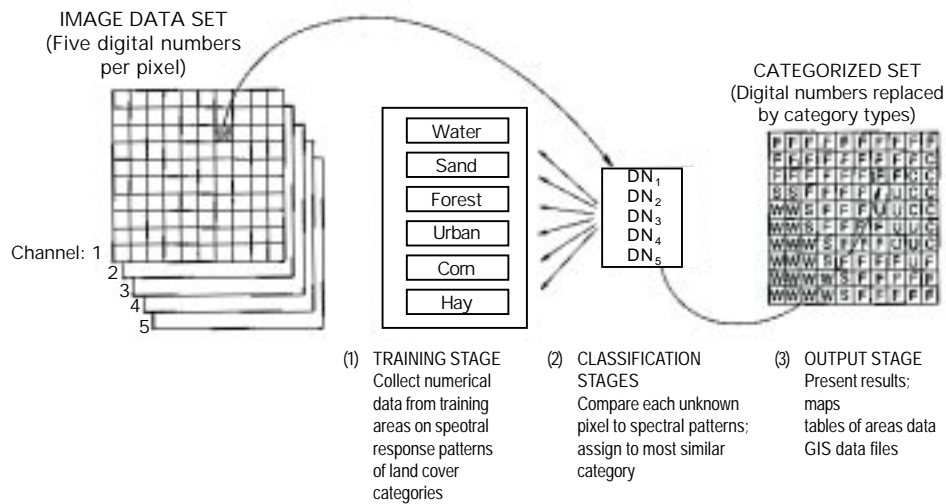 IMAGE DATA SET
(Five digital numbers
per pixel)
Channel: 1
2
3
4
5
Water
Sand
Forest
Urban
Corn
Hay
DN1
DN2
DN3
DN4
DN5
CATEGORIZED SET
(Digital numbers replaced
by category types)
(1) TRAINING STAGE
Collect numerical
data from training
areas on spectral
response patterns
of land cover
categories
(2) CLASSIFICATION
STAGES
Compare each unknown
pixel to spectral patterns;
assign to most similar
category
(3) OUTPUT STAGE
Present results;
maps
tables of areas data
GIS data files